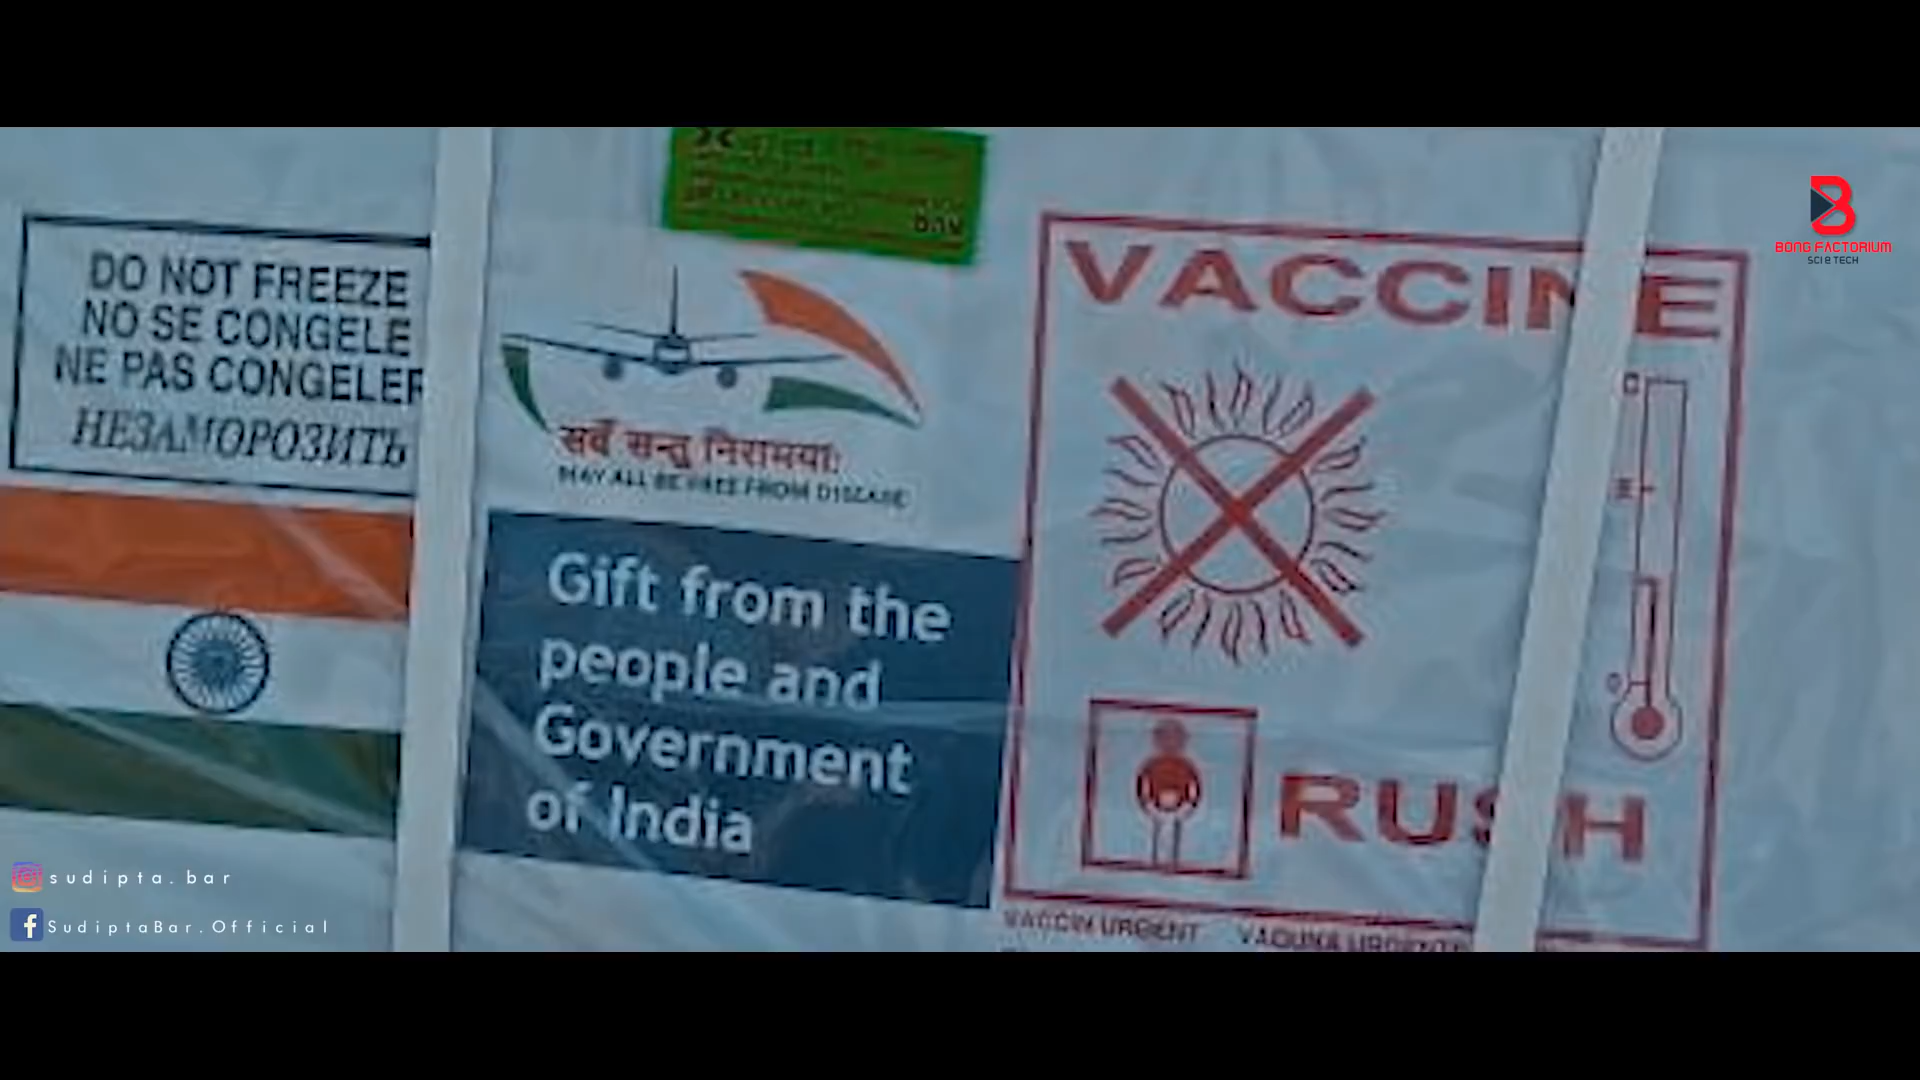 DO NOT FREEZE
NO SE CONGELE
NE PAS CONGELER
НЕЗАМОРОЗИТЬ
सर्वे सन्तु निरामयाः
MAY ALL BE FREE FROM DISEASE
Gift from the
people and
Government
of India
VACCINE
RUSH
VACCIN URGENT VACUNA URGENTE
BONG FACTORIUM
SCI & TECH
sudipta.bar
SudiptaBar.Official